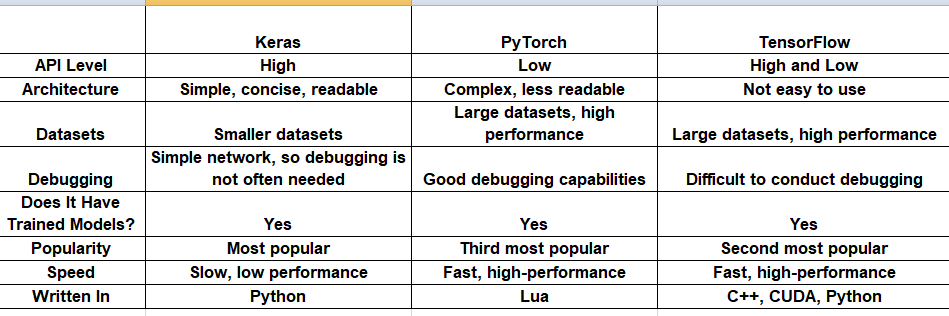 Keras PyTorch TensorFlow
API Level High Low High and Low
Architecture Simple, concise, readable Complex, less readable Not easy to use
Datasets Smaller datasets Large datasets, high performance Large datasets, high performance
Debugging Simple network, so debugging is not often needed Good debugging capabilities Difficult to conduct debugging
Does It Have Trained Models? Yes Yes Yes
Popularity Most popular Third most popular Second most popular
Speed Slow, low performance Fast, high-performance Fast, high-performance
Written In Python Lua C++, CUDA, Python